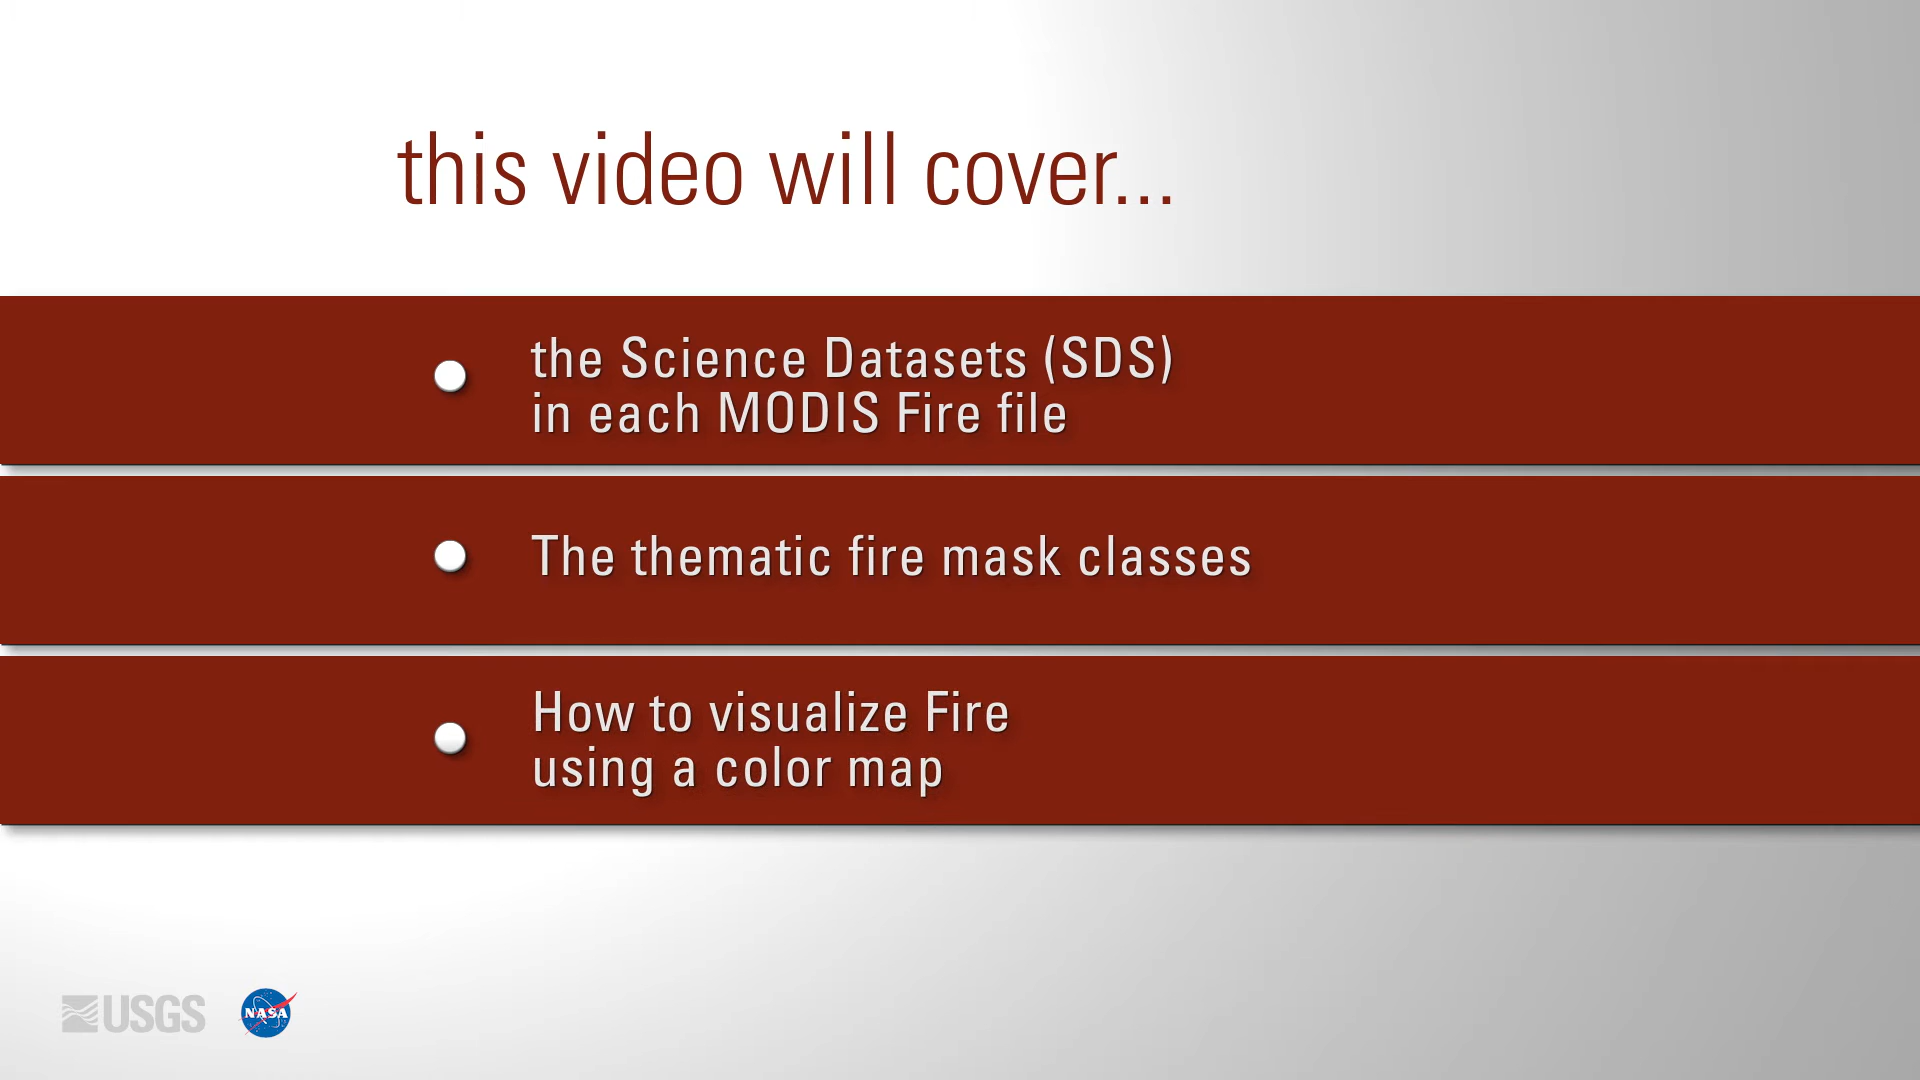 this video will cover...
the Science Datasets (SDS)
in each MODIS Fire file
The thematic fire mask classes
How to visualize Fire
using a color map
USGS
NASA